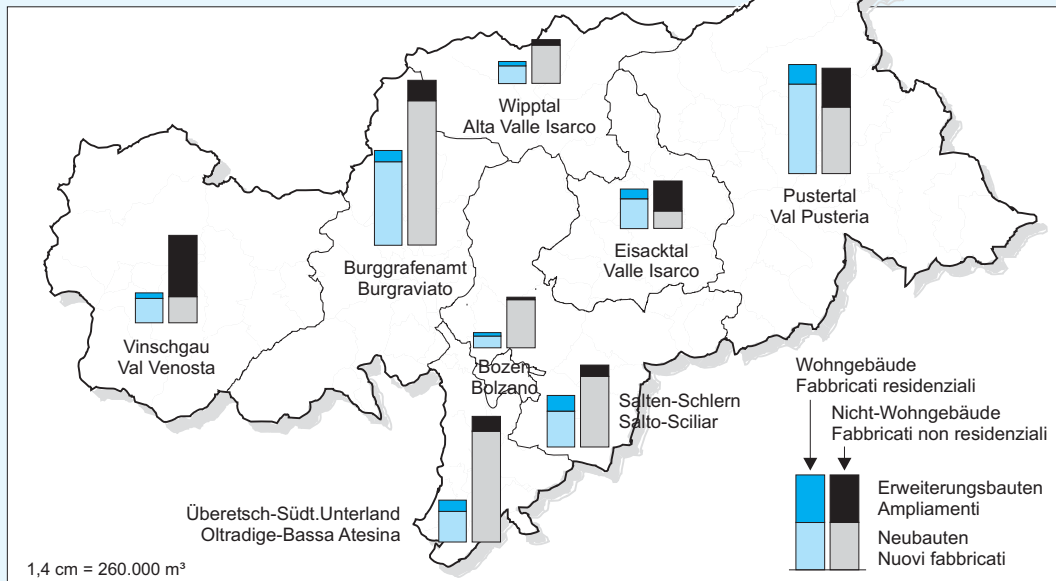 Wipptal
Alta Valle Isarco
Pustertal
Val Pusteria
Burggrafenamt
Burgraviato
Eisacktal
Valle Isarco
Vinschgau
Val Venosta
Bozen
Bolzano
Salten-Schlern
Salto-Sciliar
Überetsch-Südt.Unterland
Oltradige-Bassa Atesina
Wohngebäude
Fabbricati residenziali
Nicht-Wohngebäude
Fabbricati non residenziali
Erweiterungsbauten
Ampliamenti
Neubauten
Nuovi fabbricati
1,4 cm = 260.000 m³